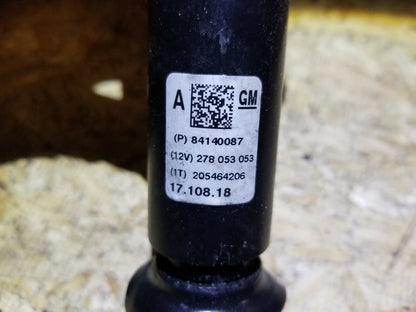 A GM
(P) 84140087
(12V) 278 053 053
(1T) 205464206
17.108.18